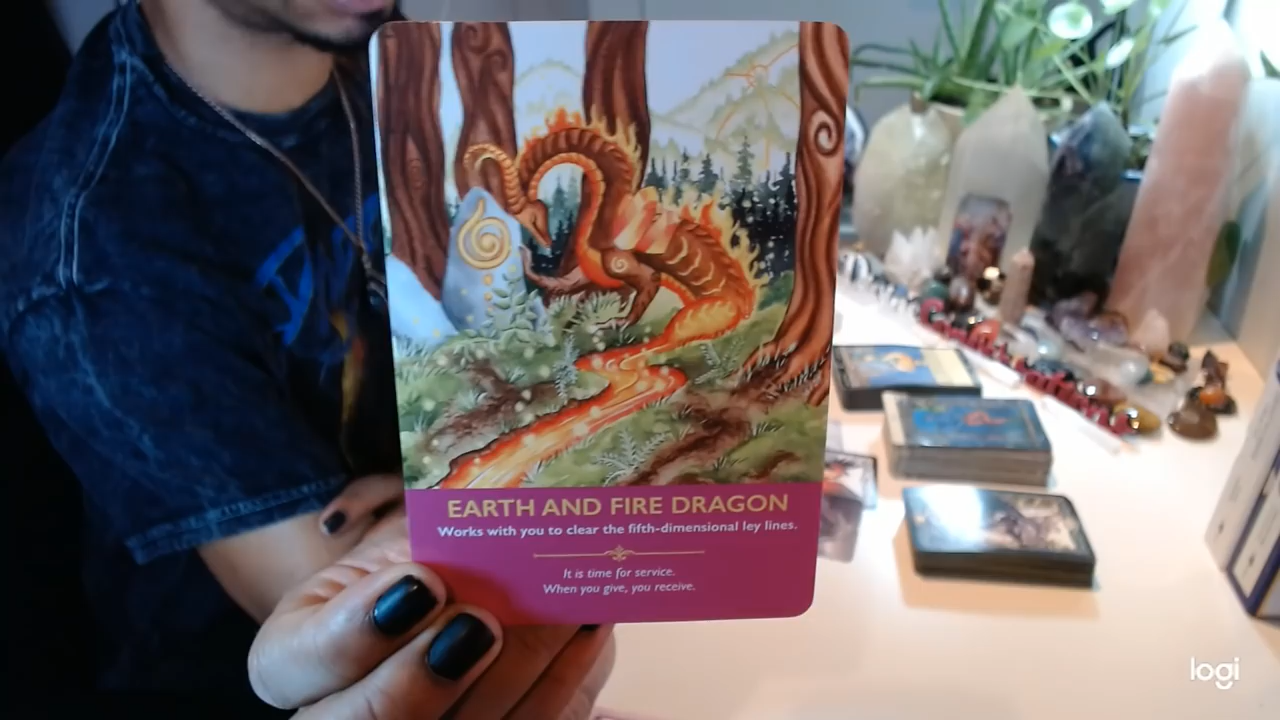 EARTH AND FIRE DRAGON
Works with you to clear the fifth-dimensional ley lines.
It is time for service.
When you give, you receive.
logi